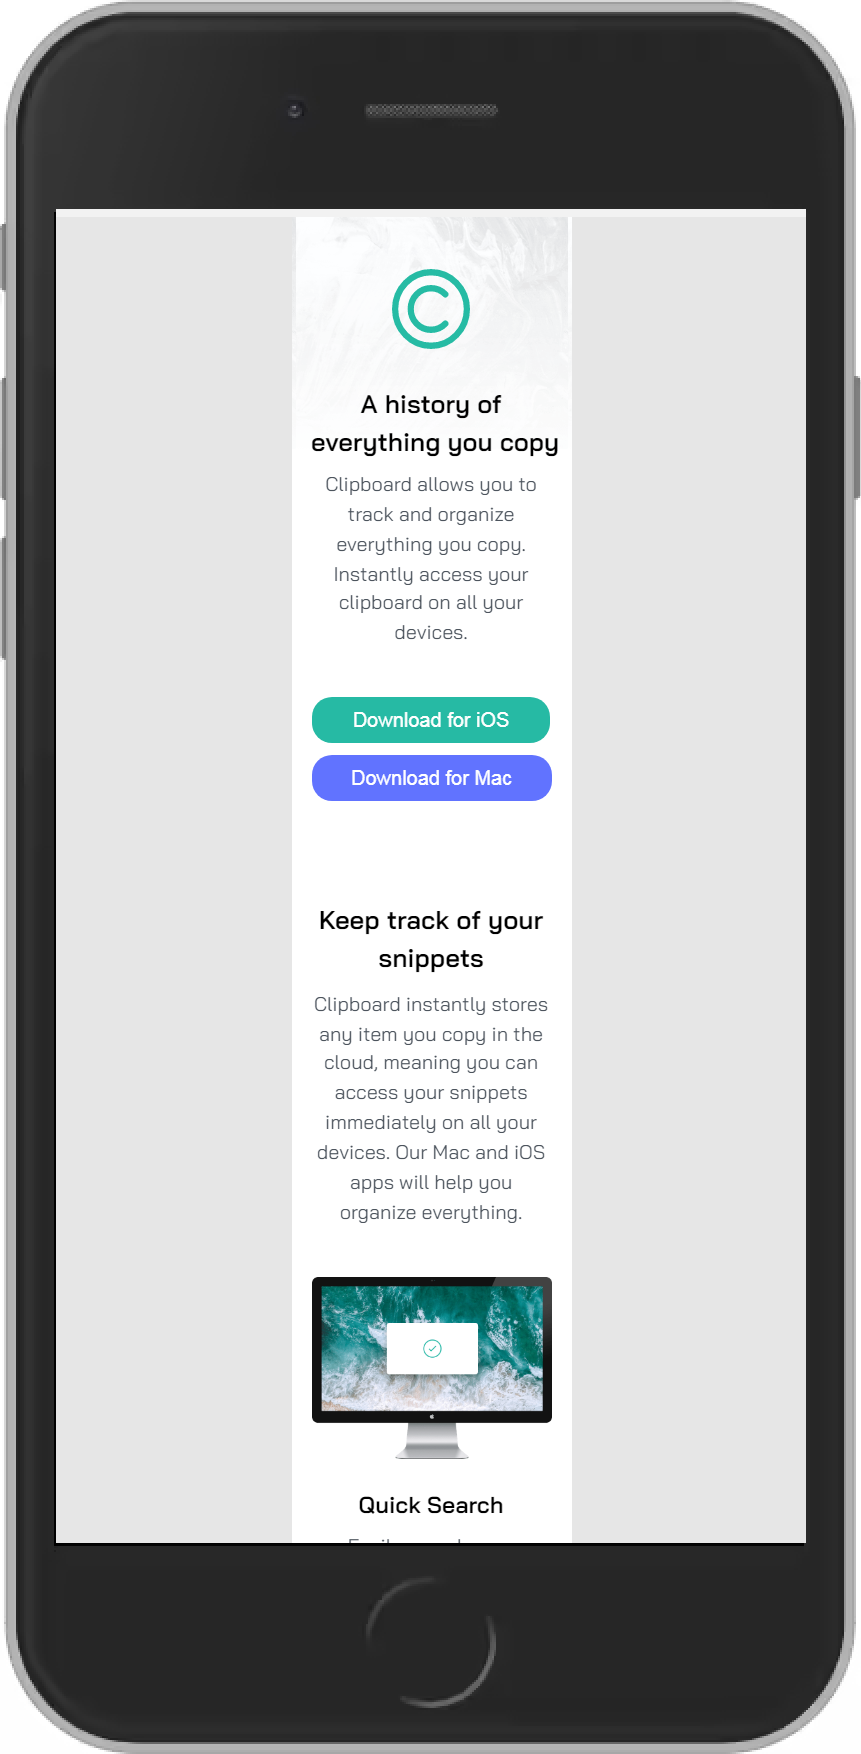 A history of
everything you copy
Clipboard allows you to
track and organize
everything you copy.
Instantly access your
clipboard on all your
devices.
Download for iOS
Download for Mac
Keep track of your
snippets
Clipboard instantly stores
any item you copy in the
cloud, meaning you can
access your snippets
immediately on all your
devices. Our Mac and iOS
apps will help you
organize everything.
Quick Search